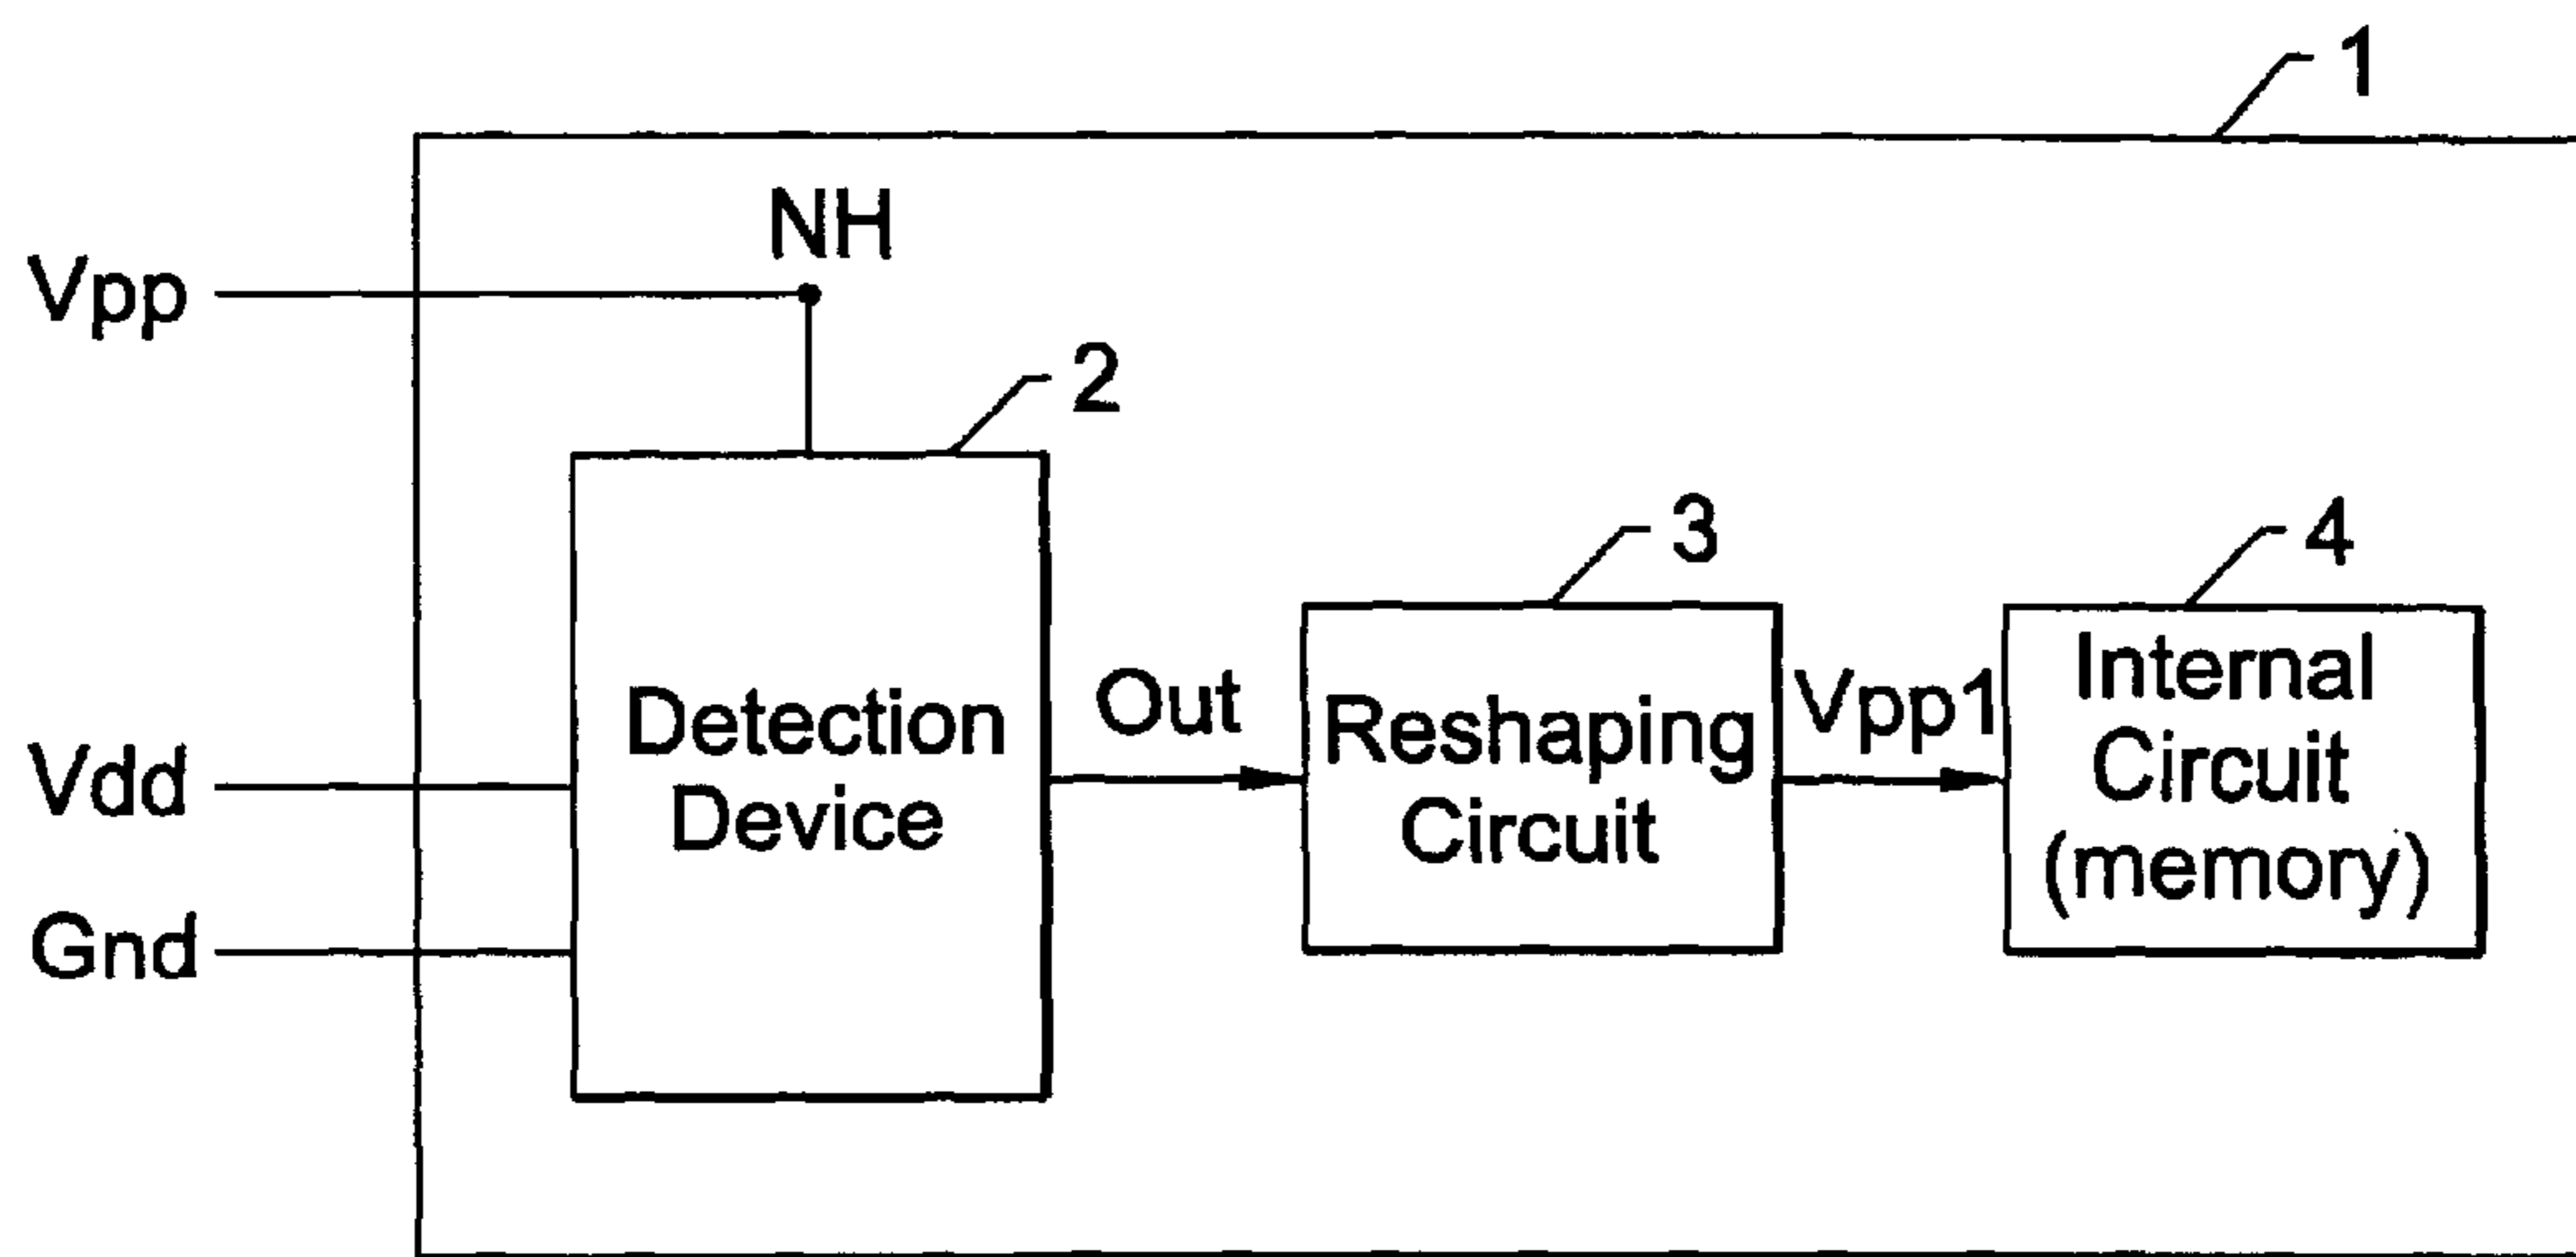 1
NH
Vpp
2
3
4
Vdd
Gnd
Detection
Device
Out
Reshaping
Circuit
Vpp1
Internal
Circuit
(memory)